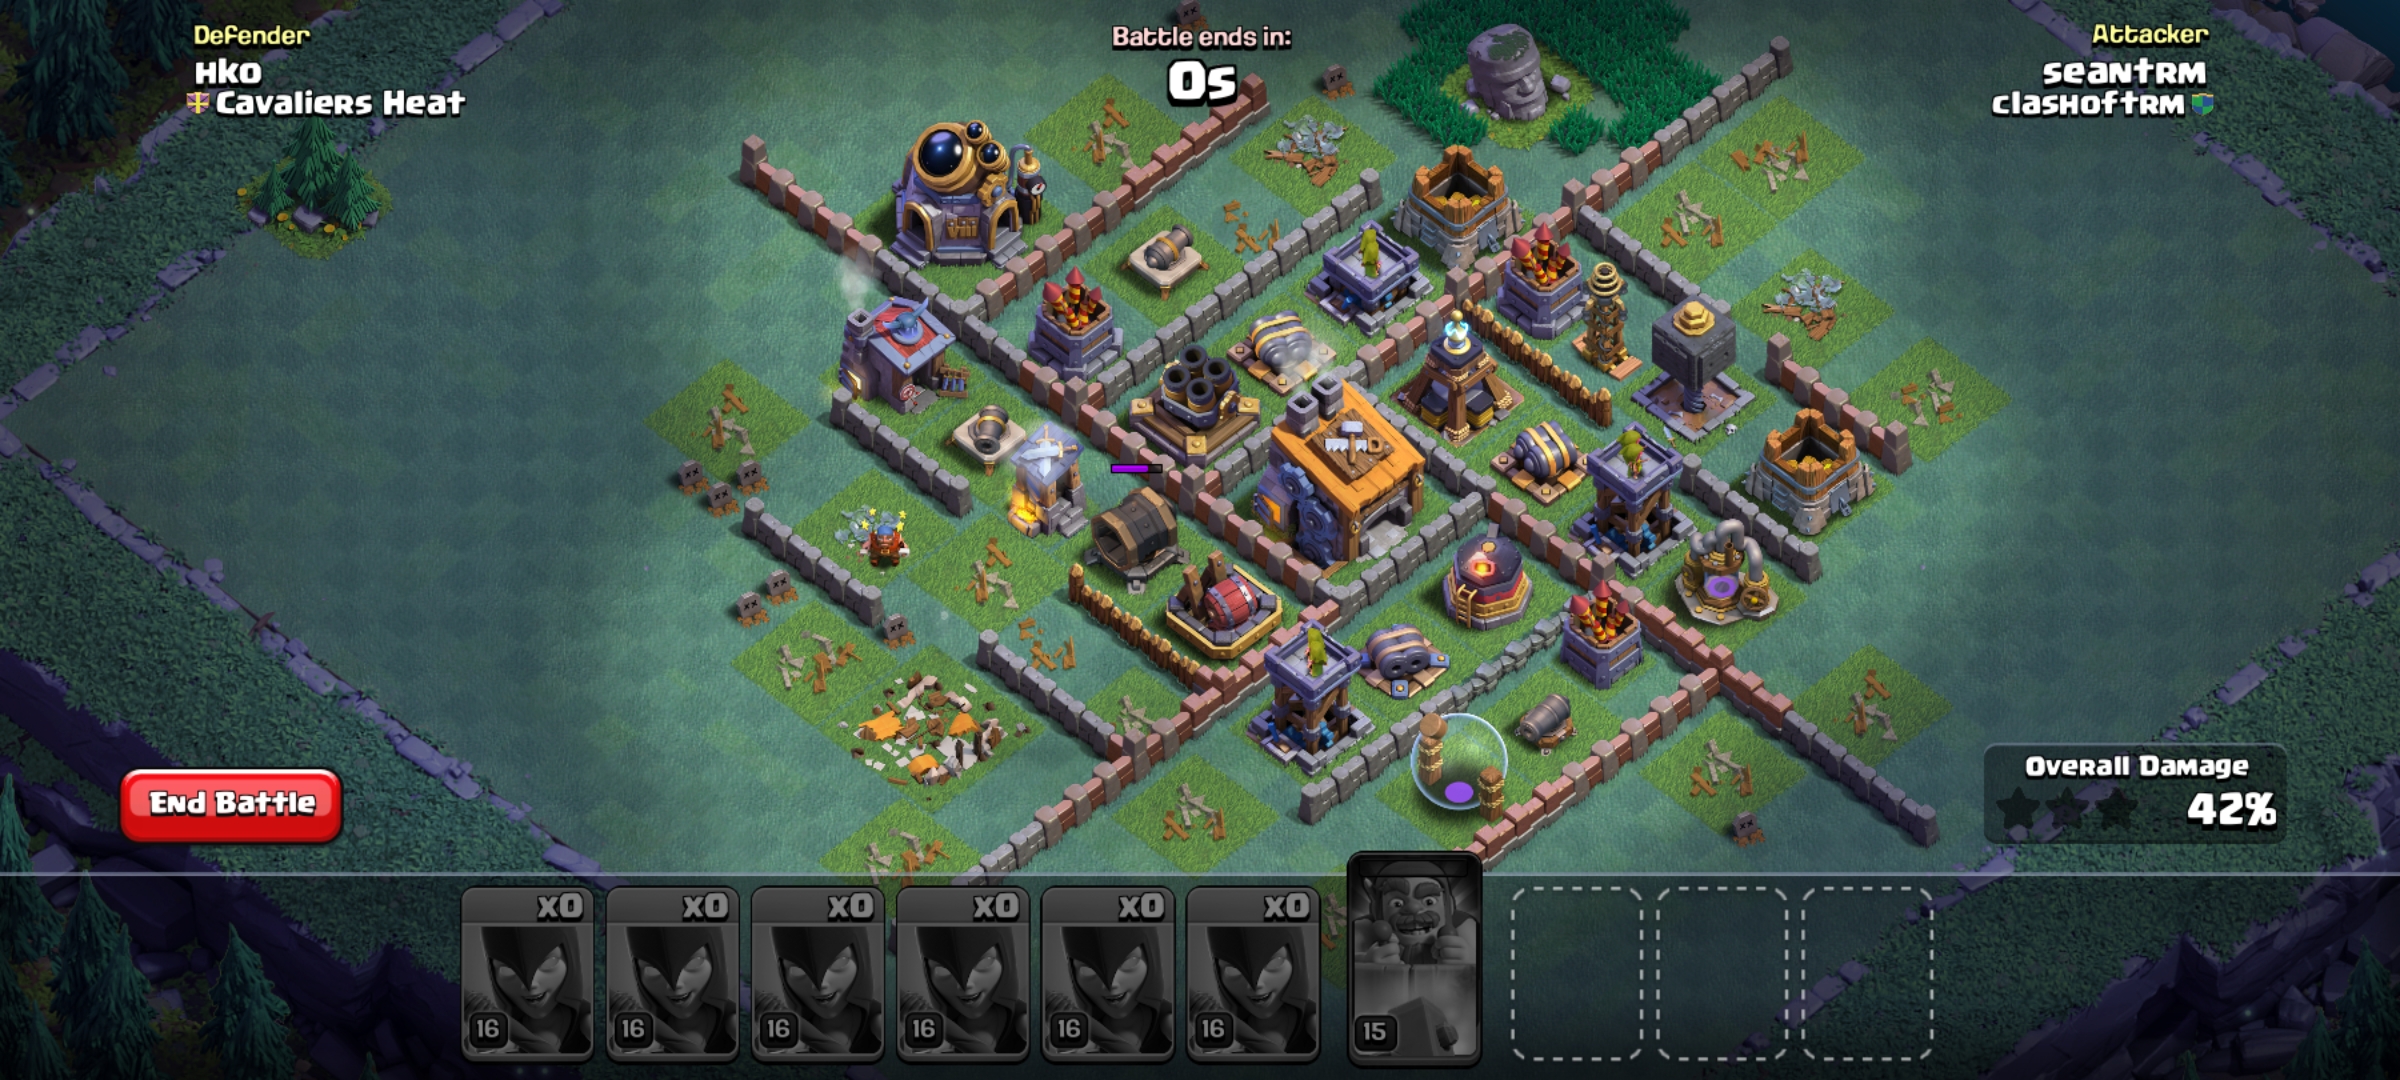 Defender
Hko
Cavaliers Heat
Battle ends in:
0s
Attacker
seantRM
clashoftRM
VIII
End Battle
Overall Damage
42%
x0
x0
x0
x0
x0
x0
16
16
16
16
16
16
15